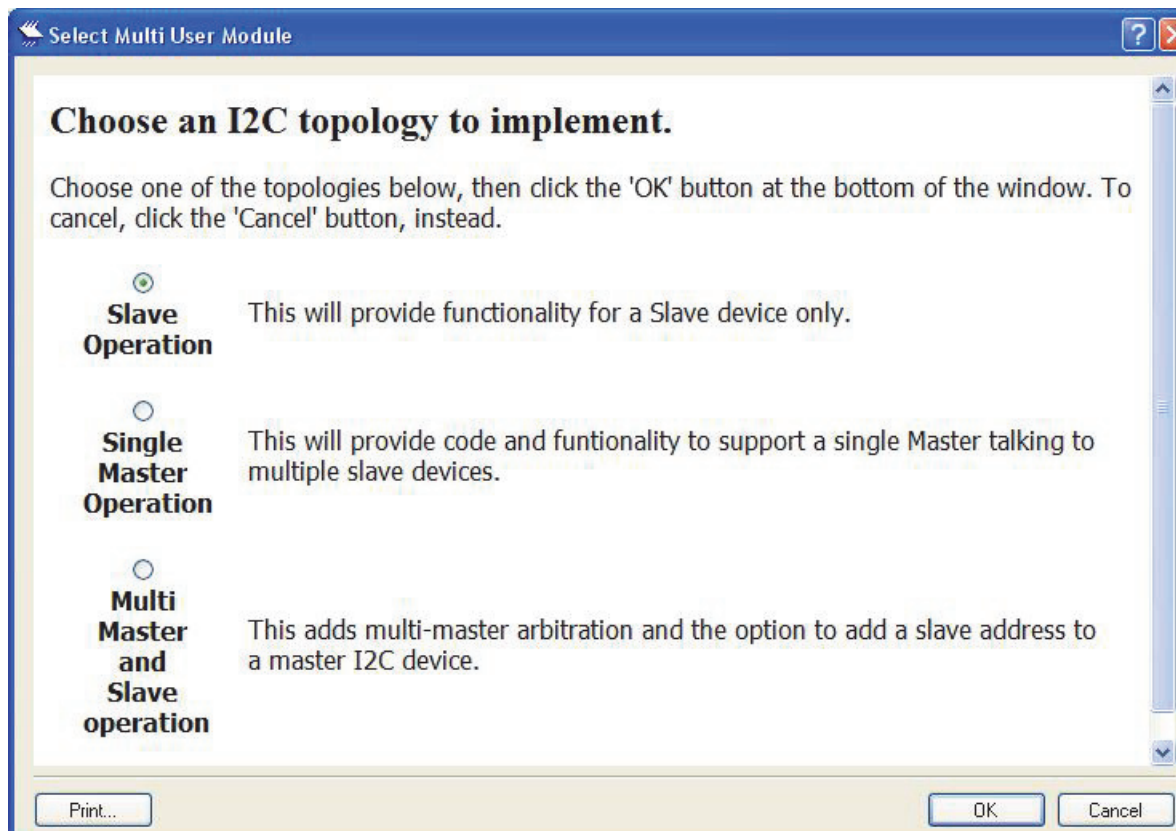 Select Multi User Module
?
Choose an I2C topology to implement.
Choose one of the topologies below, then click the 'OK' button at the bottom of the window. To
cancel, click the 'Cancel' button, instead.
Slave
Operation
This will provide functionality for a Slave device only.
Single
Master
Operation
This will provide code and funtionality to support a single Master talking to
multiple slave devices.
Multi
Master
and
Slave
operation
This adds multi-master arbitration and the option to add a slave address to
a master I2C device.
Print...
OK
Cancel